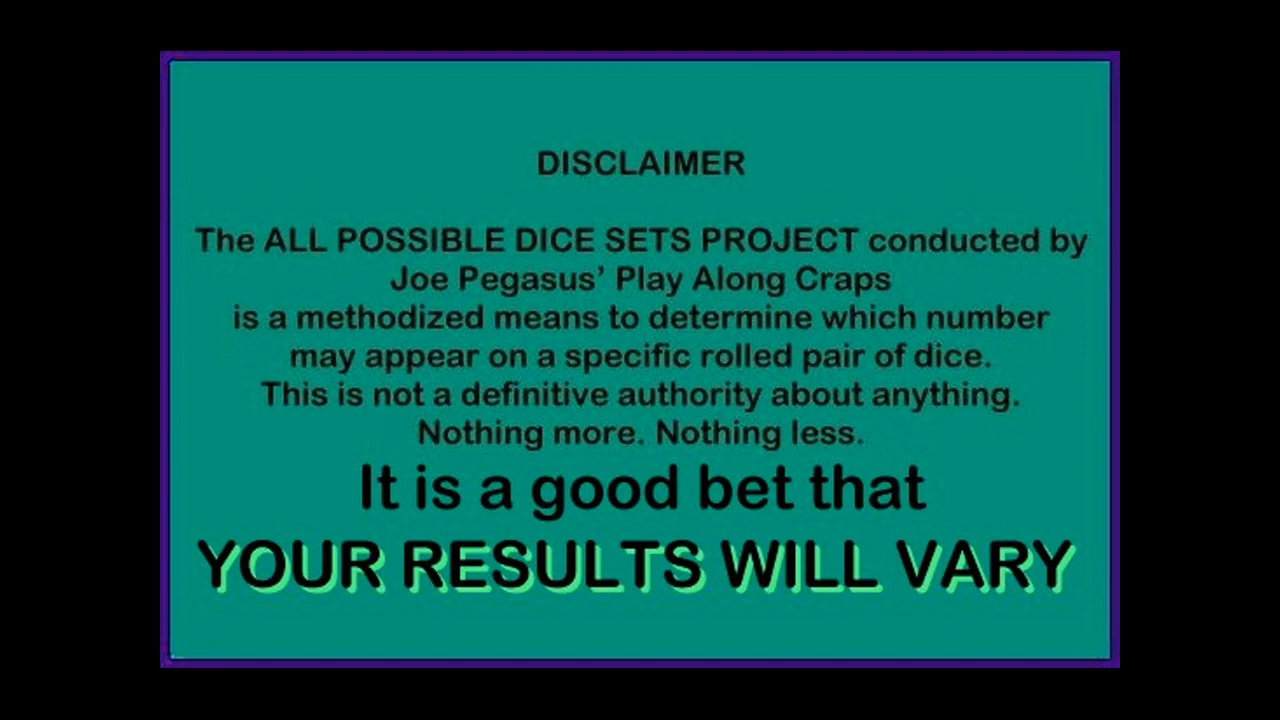 DISCLAIMER
The ALL POSSIBLE DICE SETS PROJECT conducted by
Joe Pegasus’ Play Along Craps
is a methodized means to determine which number
may appear on a specific rolled pair of dice.
This is not a definitive authority about anything.
Nothing more. Nothing less.
It is a good bet that
YOUR RESULTS WILL VARY